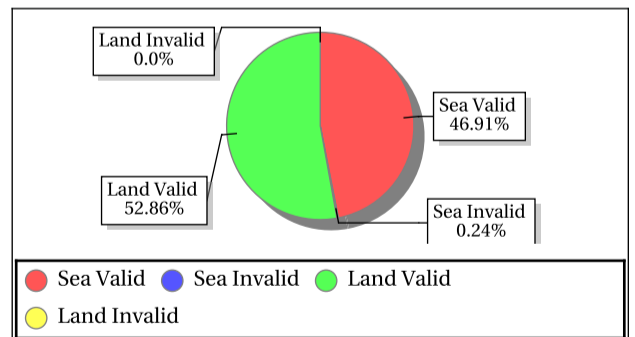 Land Invalid
0.0%
Sea Valid
46.91%
Land Valid
52.86%
Sea Invalid
0.24%
Sea Valid
Sea Invalid
Land Valid
Land Invalid